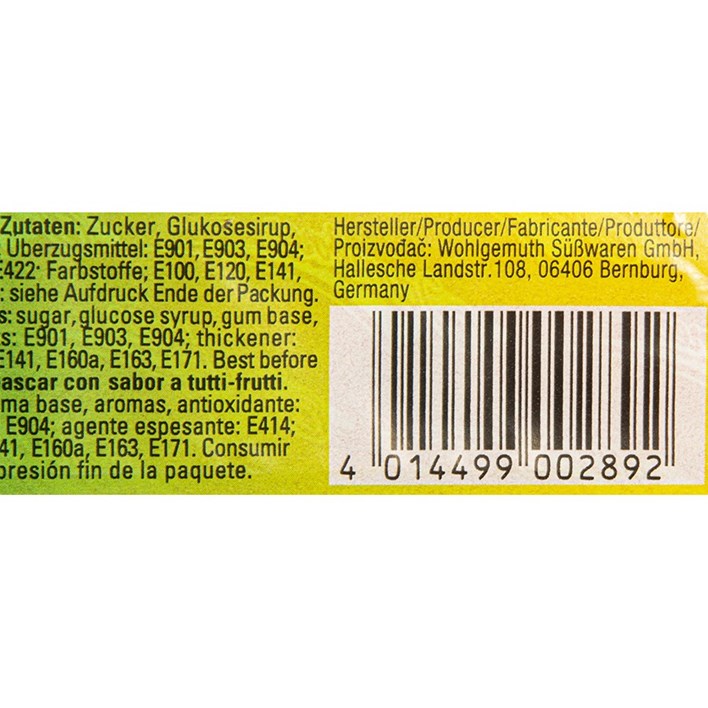 Zutaten: Zucker, Glukosesirup,
Überzugsmittel: E901, E903, E904;
E422· Farbstoffe; E100, E120, E141,
: siehe Aufdruck Ende der Packung.
s: sugar, glucose syrup, gum base,
ks: E901, E903, E904; thickener:
E141, E160a, E163, E171. Best before
ascar con sabor a tutti-frutti.
ma base, aromas, antioxidante:
E904; agente espesante: E414;
41, E160a, E163, E171. Consumir
presión fin de la paquete.
Hersteller/Producer/Fabricante/Produttore/
Proizvođač: Wohlgemuth Süßwaren GmbH,
Hallesche Landstr.108, 06406 Bernburg,
Germany
4 014499 002892